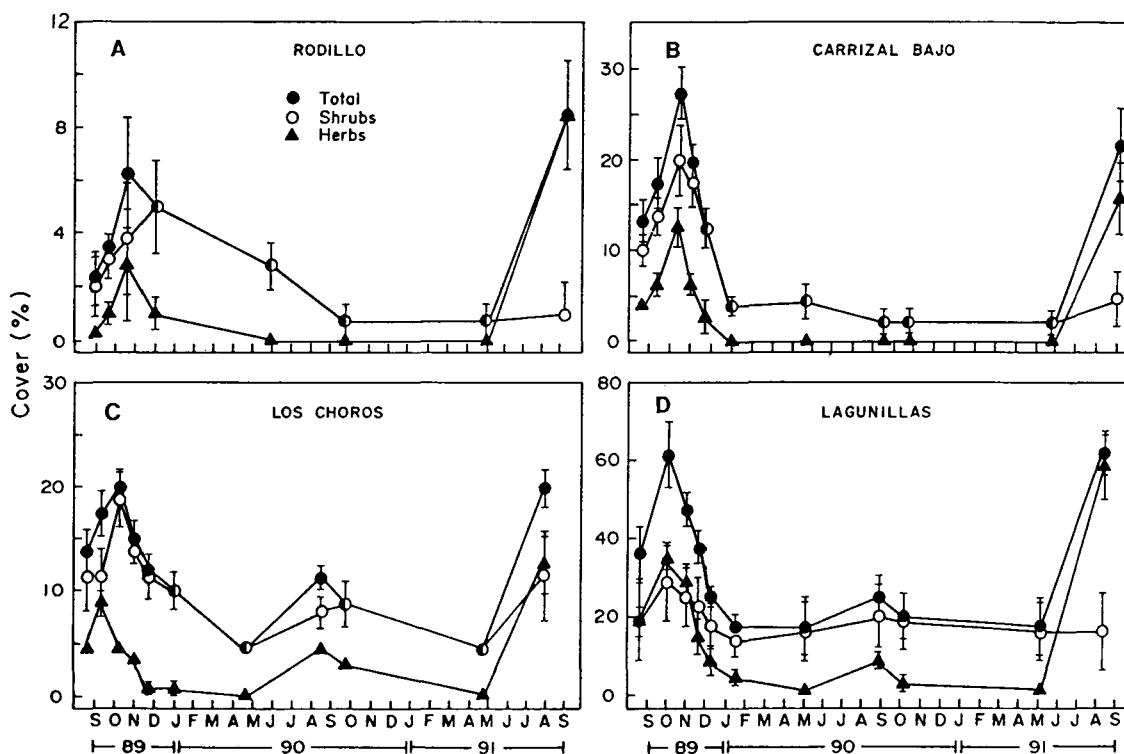 12
8
4
0
A
RODILLO
Total
Shrubs
Herbs
30
20
10
0
B
CARRIZAL BAJO
Cover (%)
30
20
10
0
C
LOS CHOROS
80
60
40
20
0
D
LAGUNILLAS
S O N D J F M A M J J A S O N D J F M A M J J A S
89 90 91
S O N D J F M A M J J A S O N D J F M A M J J A S
89 90 91